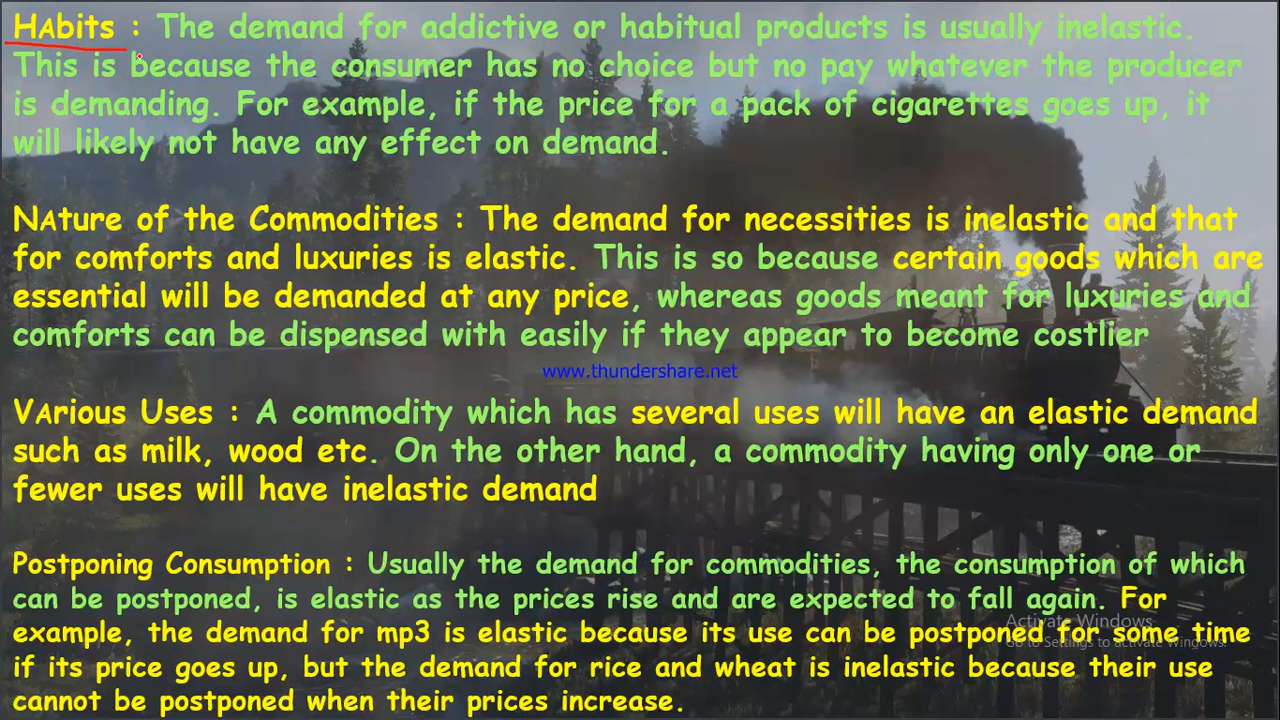 HAbits : The demand for addictive or habitual products is usually inelastic.
This is because the consumer has no choice but no pay whatever the producer
is demanding. For example, if the price for a pack of cigarettes goes up, it
will likely not have any effect on demand.
NAture of the Commodities : The demand for necessities is inelastic and that
for comforts and luxuries is elastic. This is so because certain goods which are
essential will be demanded at any price, whereas goods meant for luxuries and
comforts can be dispensed with easily if they appear to become costlier
www.thundershare.net
VArious Uses : A commodity which has several uses will have an elastic demand
such as milk, wood etc. On the other hand, a commodity having only one or
fewer uses will have inelastic demand
Postponing Consumption : Usually the demand for commodities, the consumption of which
can be postponed, is elastic as the prices rise and are expected to fall again. For
example, the demand for mp3 is elastic because its use can be postponed for some time
if its price goes up, but the demand for rice and wheat is inelastic because their use
cannot be postponed when their prices increase.
Activate Windows
Go to Settings to activate Windows.